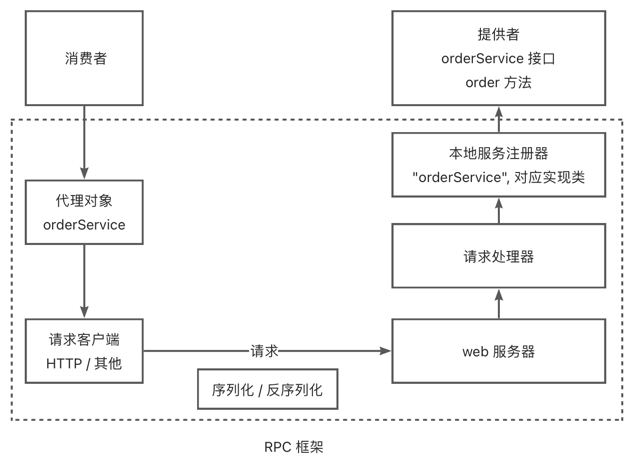 消费者
提供者
orderService 接口
order 方法
本地服务注册器
"orderService", 对应实现类
代理对象
orderService
请求处理器
请求客户端
HTTP / 其他
请求
web 服务器
序列化 / 反序列化
RPC 框架